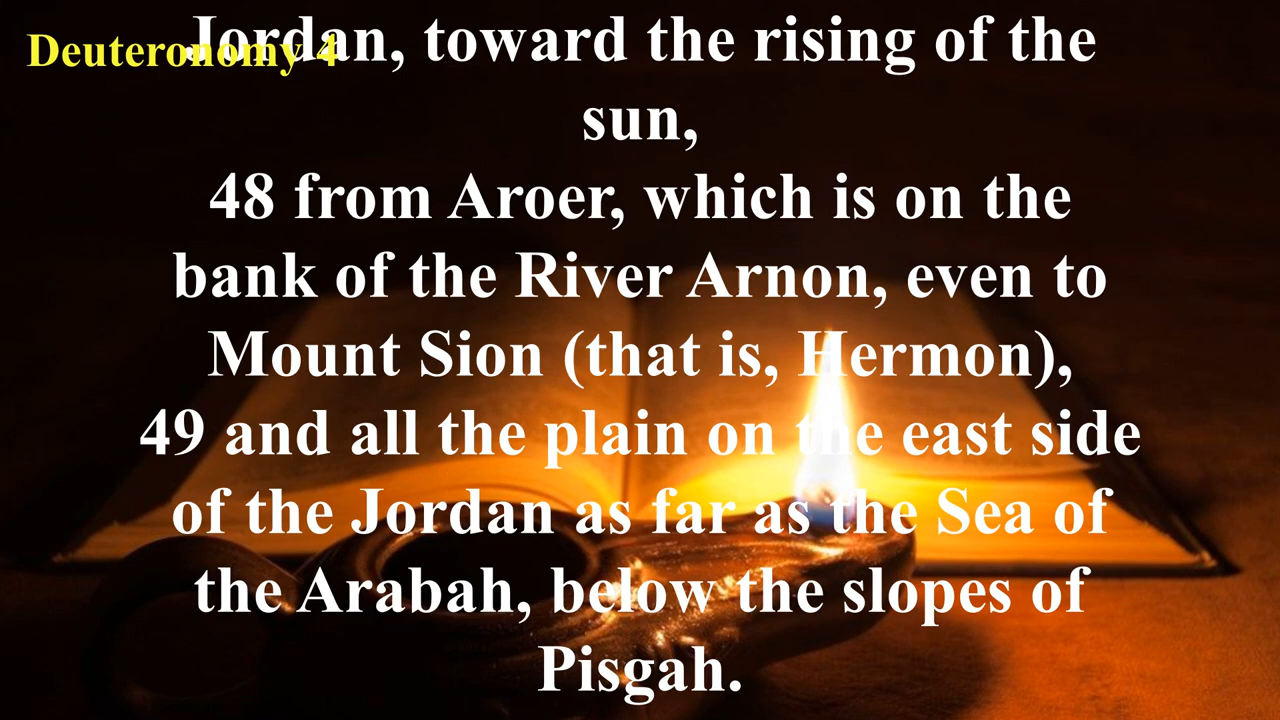 Deuteronomy 4
Jordan, toward the rising of the
sun,
48 from Aroer, which is on the
bank of the River Arnon, even to
Mount Sion (that is, Hermon),
49 and all the plain on the east side
of the Jordan as far as the Sea of
the Arabah, below the slopes of
Pisgah.